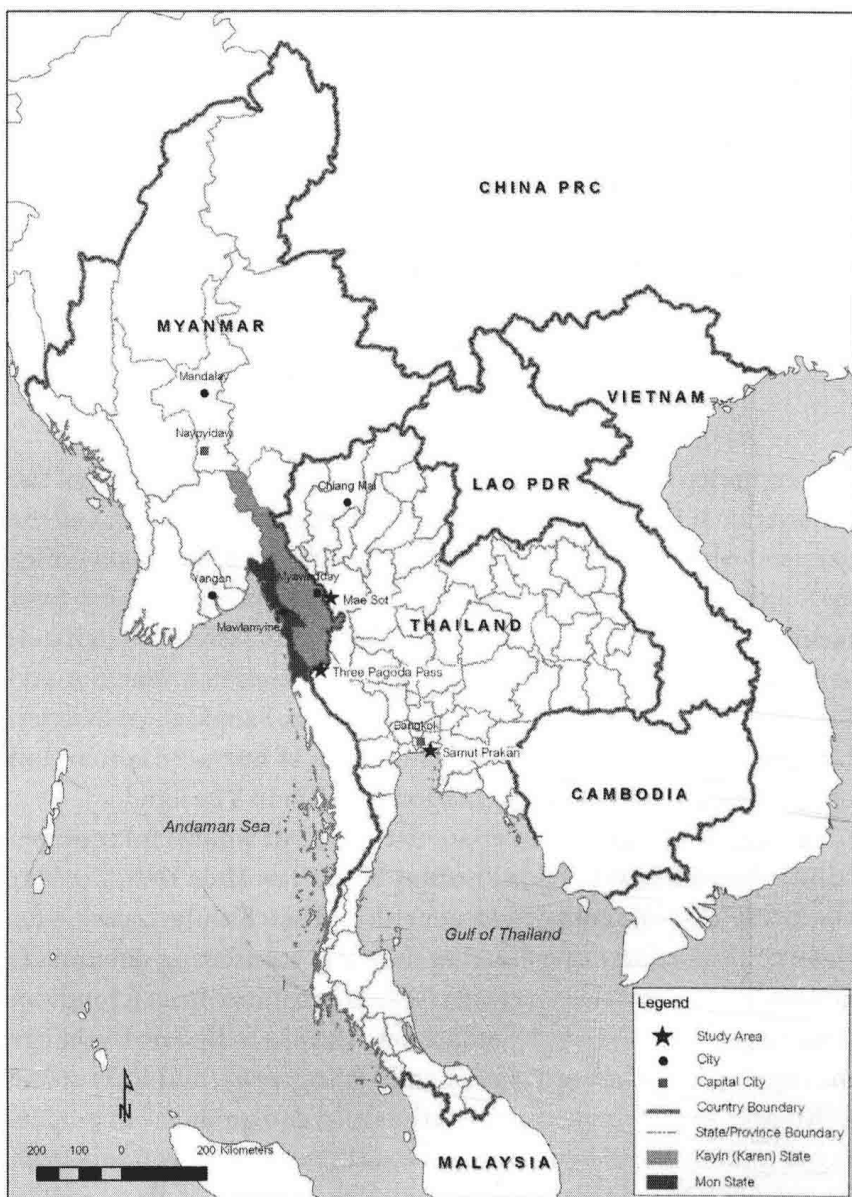 CHINA PRC
MYANMAR
Mandalay
VIETNAM
Naypyidaw
LAO PDR
Chiang Mai
Yangon
Myawadday
Mae Sot
Mawlamyine
THAILAND
Three Pagoda Pass
Bangkok
Samut Prakan
CAMBODIA
Andaman Sea
Gulf of Thailand
Legend
Study Area
City
Capital City
Country Boundary
State/Province Boundary
Kayin (Karen) State
Mon State
N
200 100 0 200 Kilometers
MALAYSIA